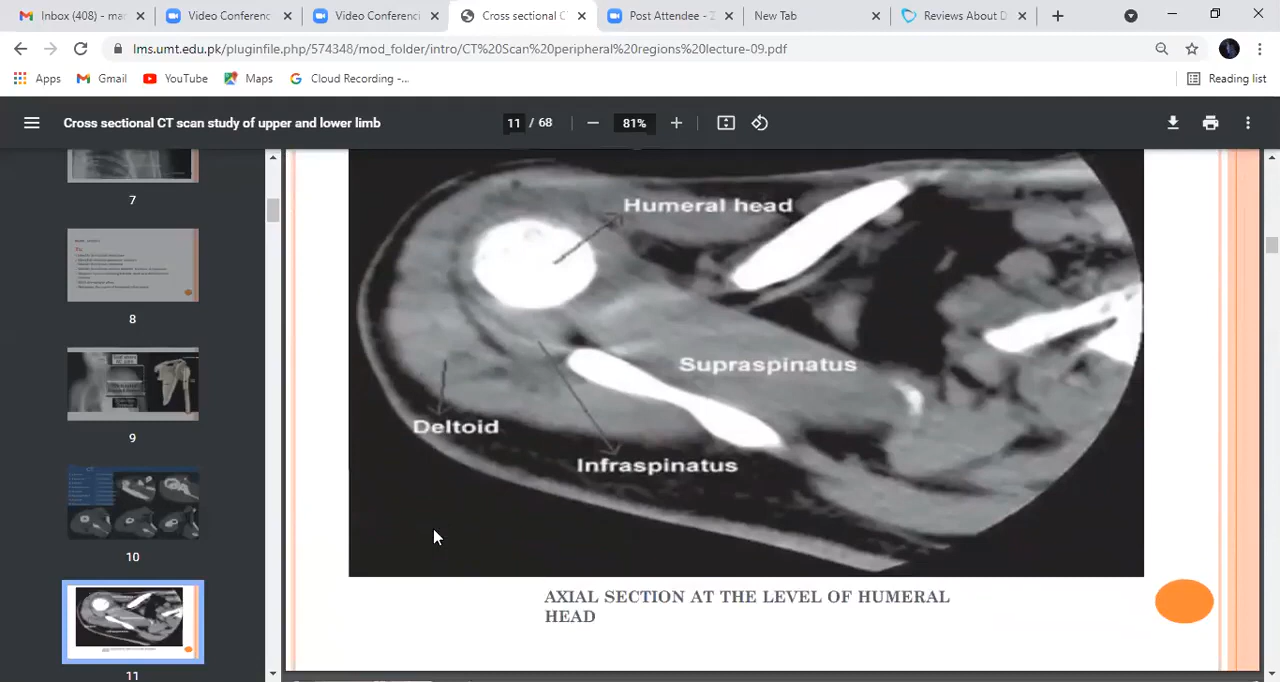 Inbox (408) - ma
Video Conferenc
Video Conferenci
Cross sectional C
Post Attendee - Z
New Tab
Reviews About D
lms.umt.edu.pk/pluginfile.php/574348/mod_folder/intro/CT%20Scan%20peripheral%20regions%20lecture-09.pdf
Apps
Gmail
YouTube
Maps
Cloud Recording -...
Reading list
Cross sectional CT scan study of upper and lower limb
11 / 68
81%
7
8
9
10
11
Humeral head
Supraspinatus
Deltoid
Infraspinatus
AXIAL SECTION AT THE LEVEL OF HUMERAL
HEAD